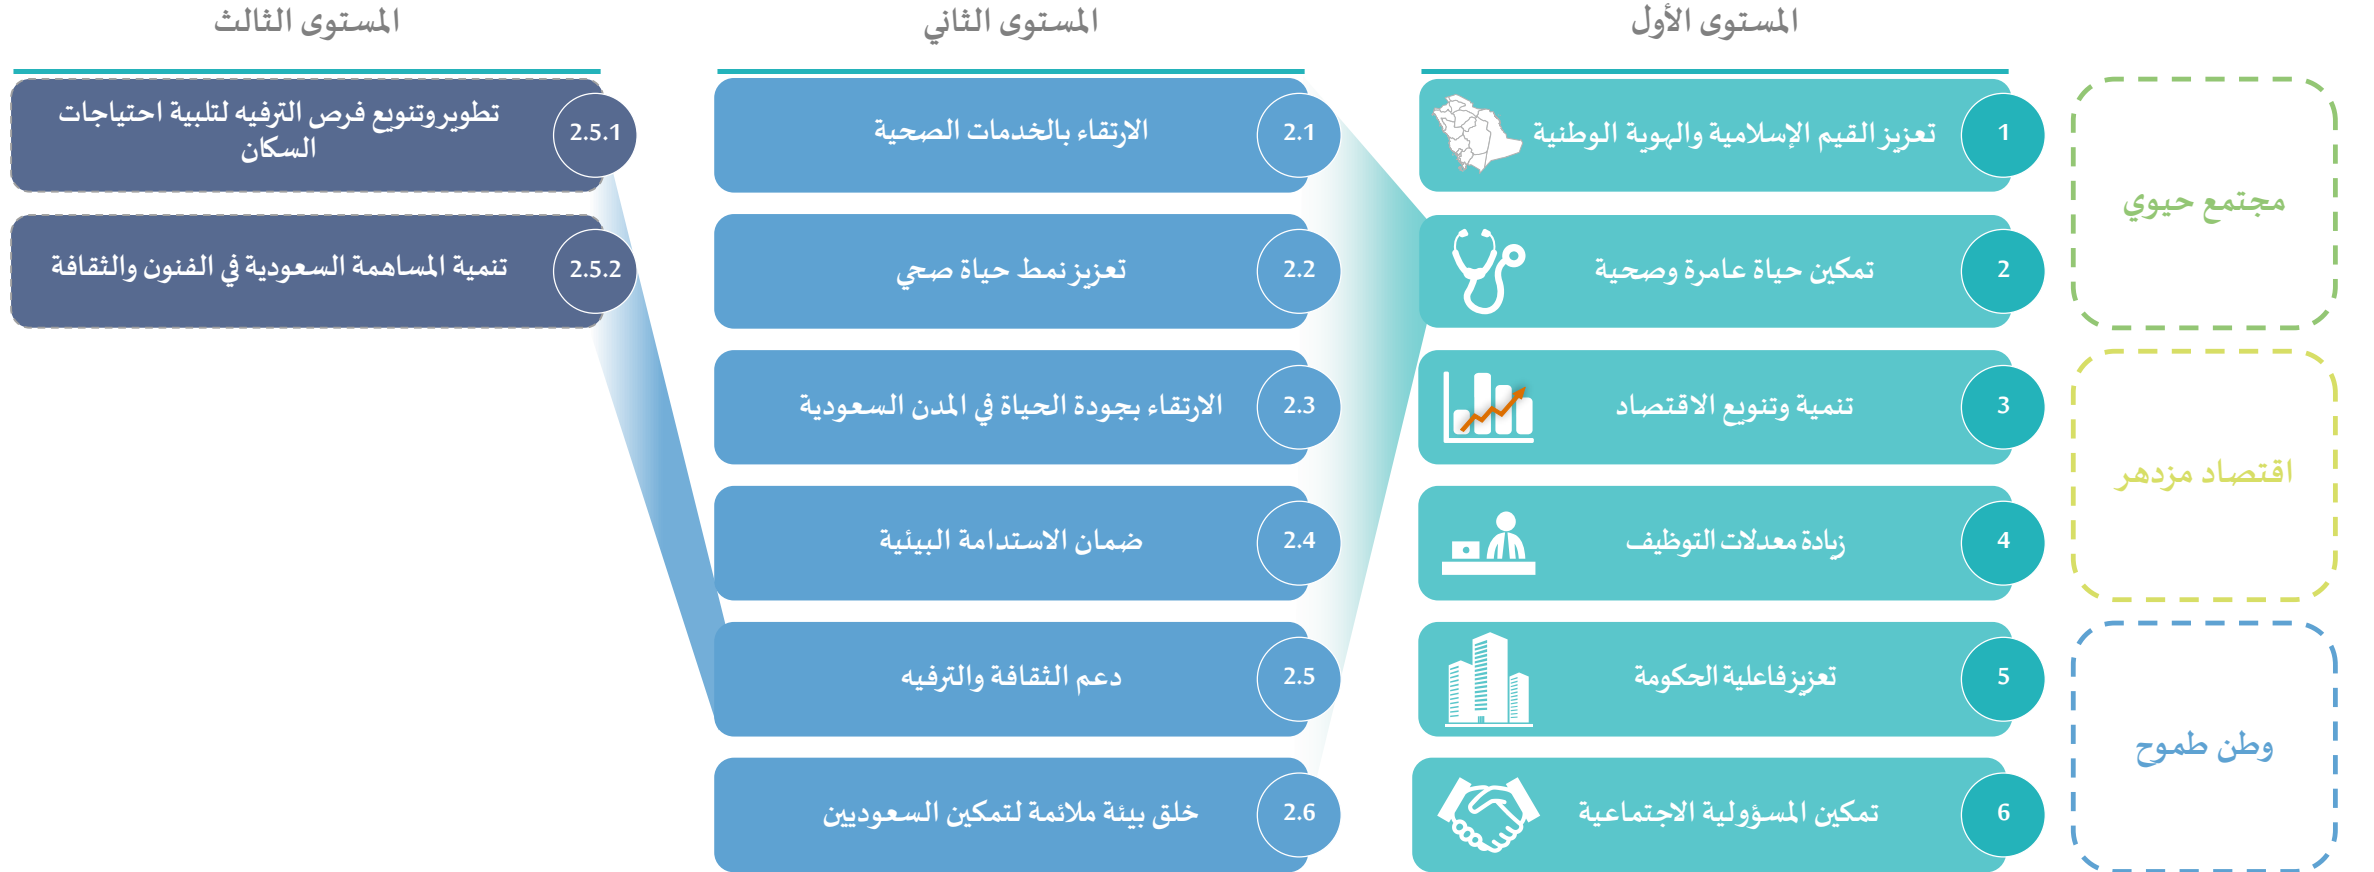 المستوى الأول
المستوى الثاني
المستوى الثالث
مجتمع حيوي
اقتصاد مزدهر
وطن طموح
1
تعزيز القيم الإسلامية والهوية الوطنية
2
تمكين حياة عامرة وصحية
3
تنمية وتنويع الاقتصاد
4
زيادة معدلات التوظيف
5
تعزيز فاعلية الحكومة
6
تمكين المسؤولية الاجتماعية
2.1
الارتقاء بالخدمات الصحية
2.2
تعزيز نمط حياة صحي
2.3
الارتقاء بجودة الحياة في المدن السعودية
2.4
ضمان الاستدامة البيئية
2.5
دعم الثقافة والترفيه
2.6
خلق بيئة ملائمة لتمكين السعوديين
2.5.1
تطوير وتنويع فرص الترفيه لتلبية احتياجات
السكان
2.5.2
تنمية المساهمة السعودية في الفنون والثقافة